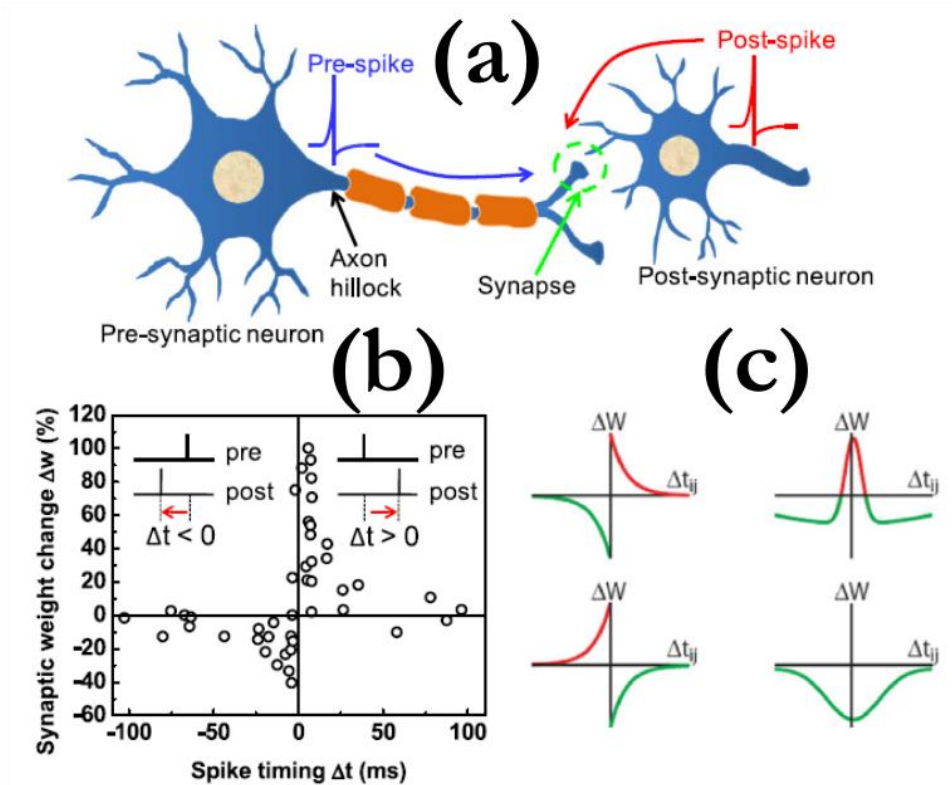 (a)
Pre-spike
Post-spike
Axon
hillock
Synapse
Post-synaptic neuron
Pre-synaptic neuron
(b)
Synaptic weight change Δw (%)
120
100
80
60
40
20
0
-20
-40
-60
pre
post
Δt < 0
pre
post
Δt > 0
-100 -50 0 50 100
Spike timing Δt (ms)
(c)
ΔW
Δtij
ΔW
Δtij
ΔW
Δtij
ΔW
Δtij